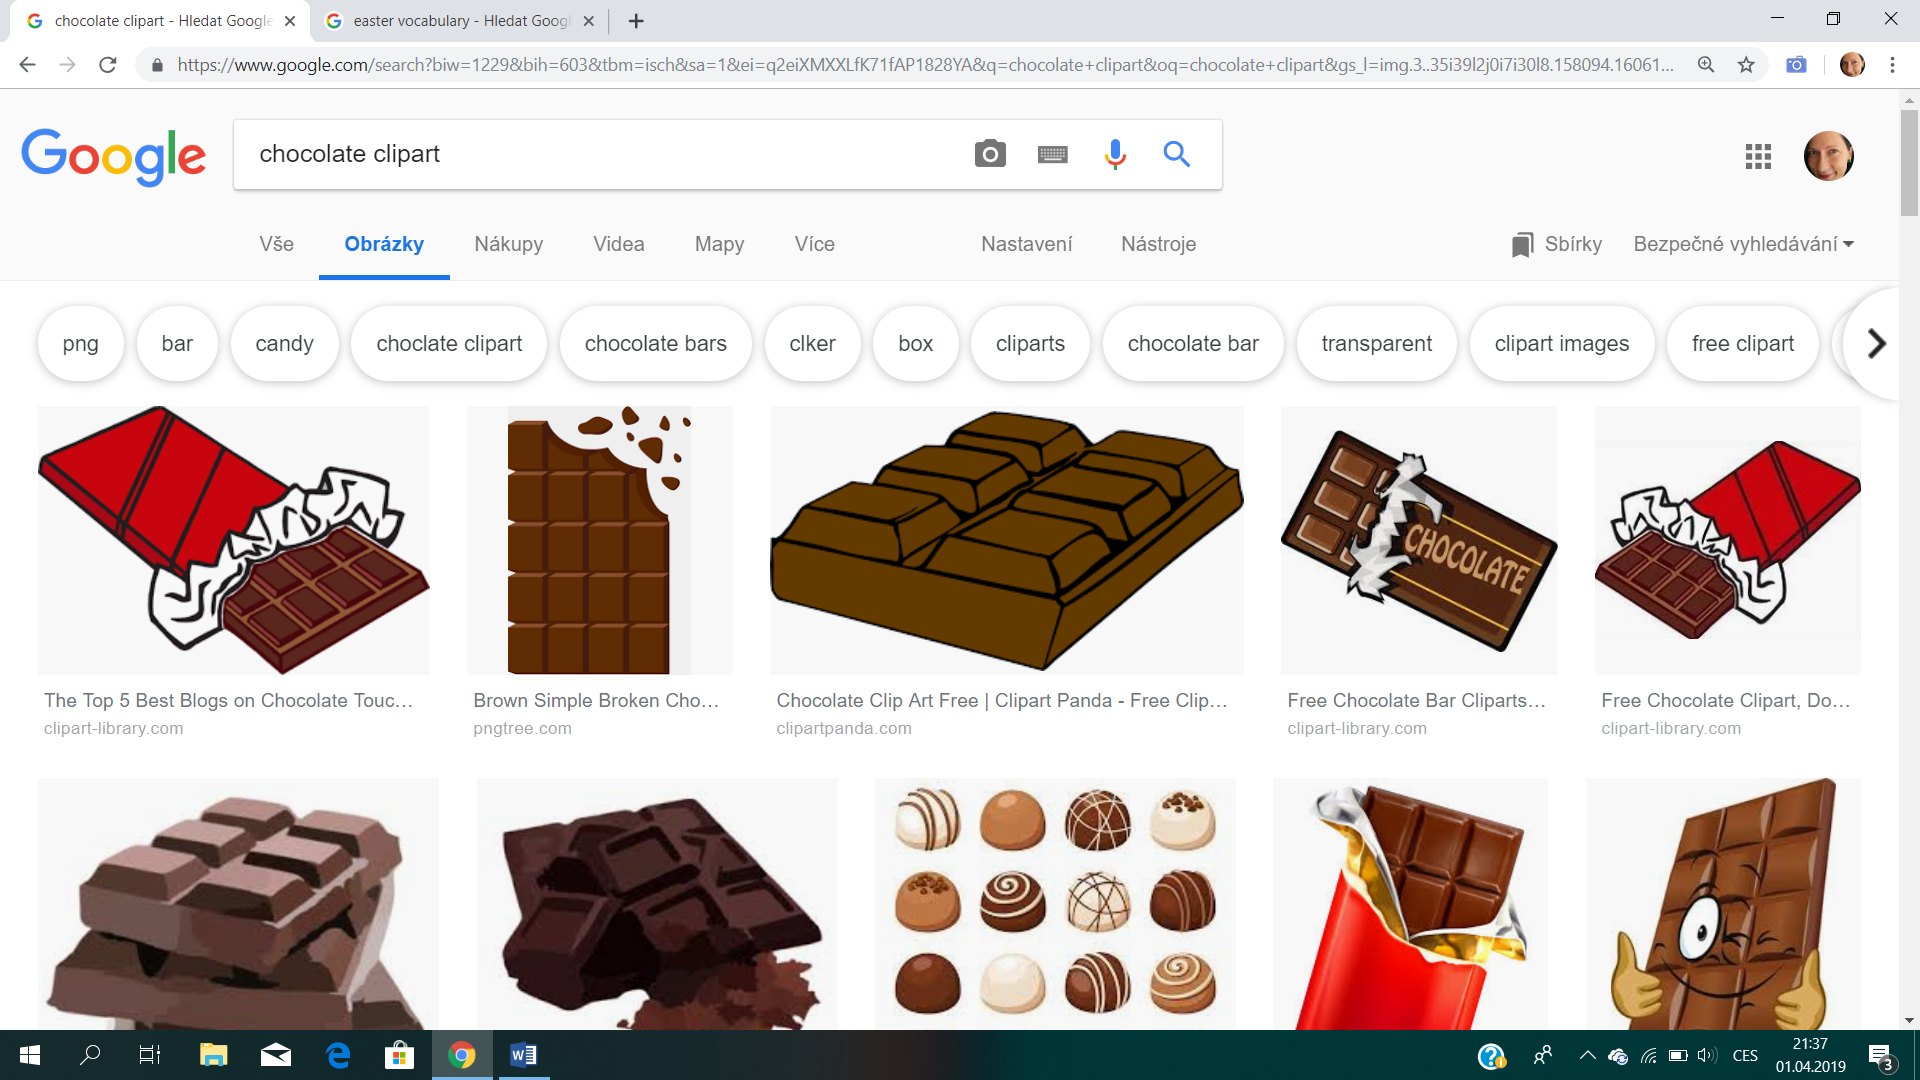 chocolate clipart - Hledat Google
easter vocabulary - Hledat Googl
https://www.google.com/search?biw=1229&bih=603&tbm=isch&sa=1&ei=q2eiXMXXLfK71fAP1828YA&q=chocolate+clipart&oq=chocolate+clipart&gs_l=img.3..35i39l2j0i7i30l8.158094.16061...
Google
chocolate clipart
Vše Obrázky Nákupy Videa Mapy Více Nastavení Nástroje Sbírky Bezpečné vyhledávání
png bar candy choclate clipart chocolate bars clker box cliparts chocolate bar transparent clipart images free clipart
CHOCOLATE
The Top 5 Best Blogs on Chocolate Touc... Brown Simple Broken Cho... Chocolate Clip Art Free | Clipart Panda - Free Clip... Free Chocolate Bar Cliparts... Free Chocolate Clipart, Do...
clipart-library.com pngtree.com clipartpanda.com clipart-library.com clipart-library.com
CES
21:37
01.04.2019
3